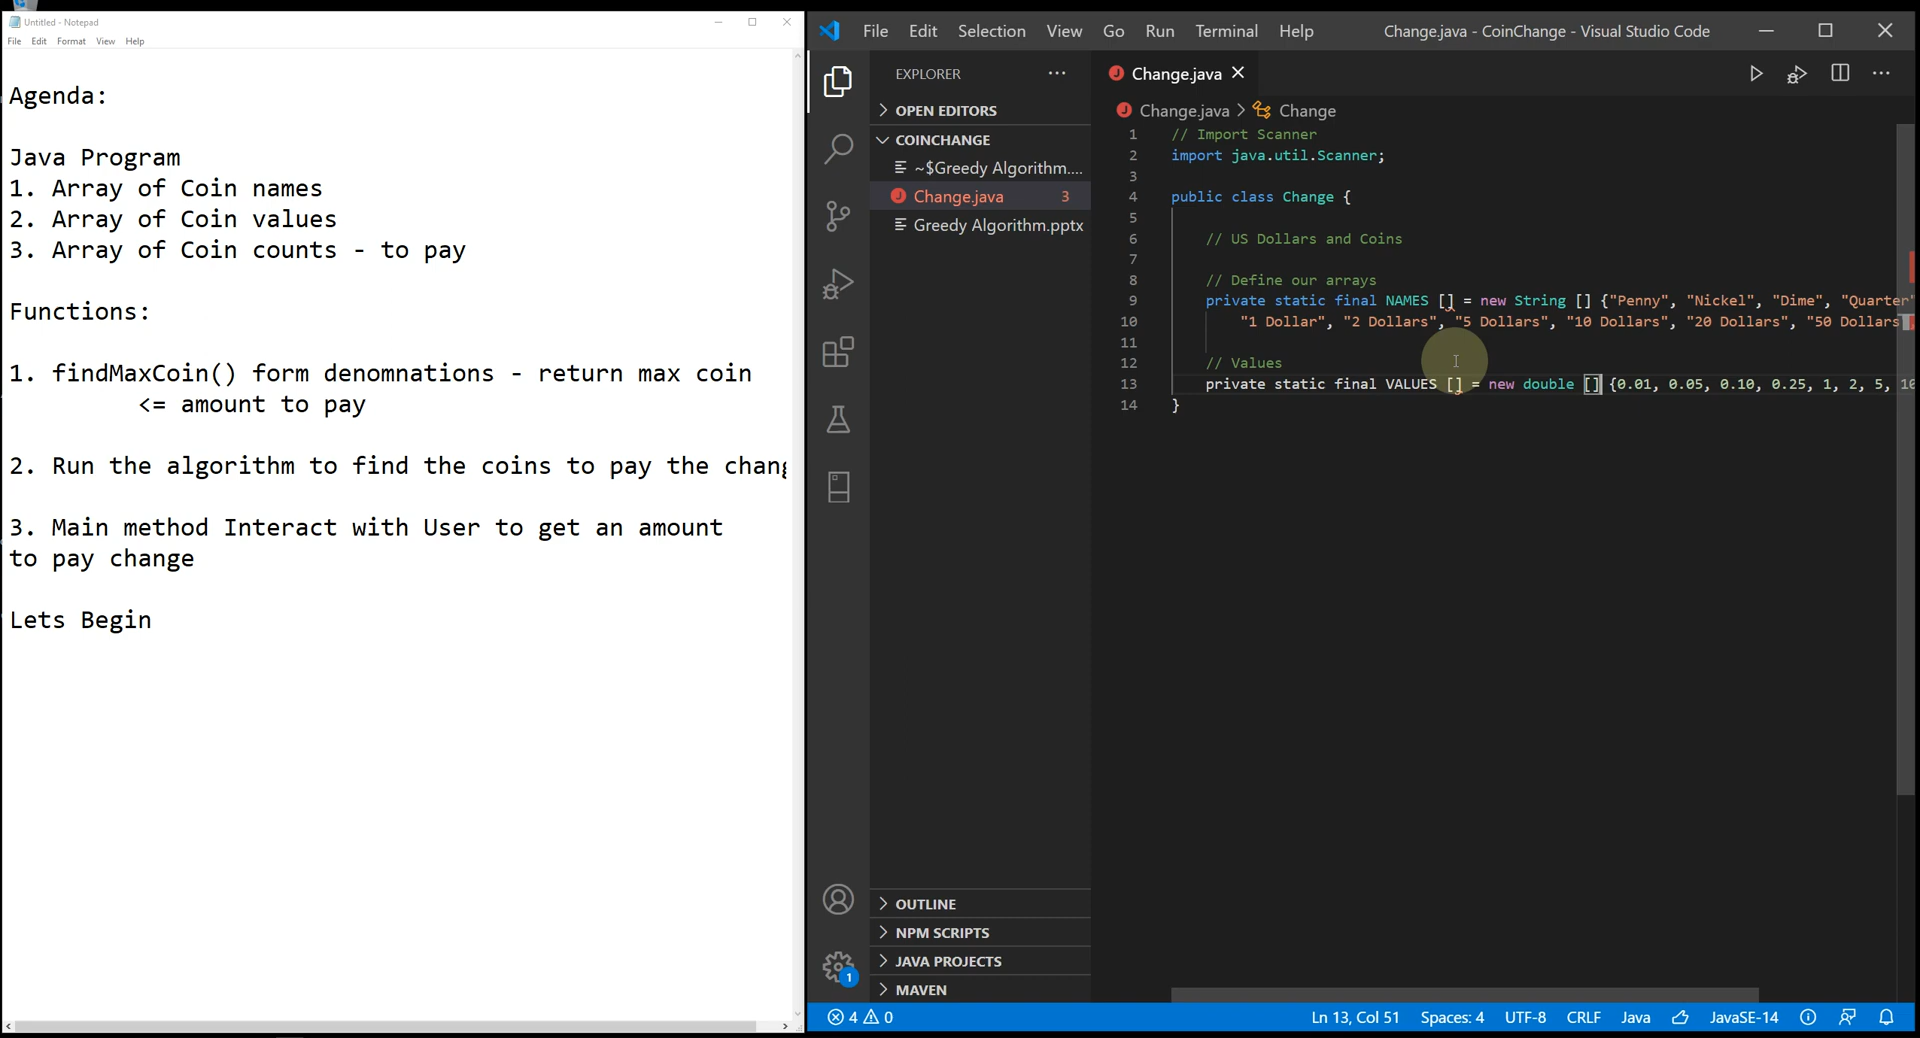 Untitled - Notepad
File Edit Format View Help
Agenda:
Java Program
1. Array of Coin names
2. Array of Coin values
3. Array of Coin counts - to pay
Functions:
1. findMaxCoin() form denomnations - return max coin
<= amount to pay
2. Run the algorithm to find the coins to pay the chang
3. Main method Interact with User to get an amount
to pay change
Lets Begin
File Edit Selection View Go Run Terminal Help
Change.java - CoinChange - Visual Studio Code
EXPLORER
OPEN EDITORS
COINCHANGE
~$Greedy Algorithm....
Change.java 3
Greedy Algorithm.pptx
OUTLINE
NPM SCRIPTS
JAVA PROJECTS
MAVEN
1
Change.java
Change.java > Change
1 // Import Scanner
2 import java.util.Scanner;
3
4 public class Change {
5
6 // US Dollars and Coins
7
8 // Define our arrays
9 private static final NAMES [] = new String [] {"Penny", "Nickel", "Dime", "Quarter"
10 "1 Dollar", "2 Dollars", "5 Dollars", "10 Dollars", "20 Dollars", "50 Dollars
11
12 // Values
13 private static final VALUES [] = new double [] {0.01, 0.05, 0.10, 0.25, 1, 2, 5, 10
14 }
4 0
Ln 13, Col 51 Spaces: 4 UTF-8 CRLF Java JavaSE-14